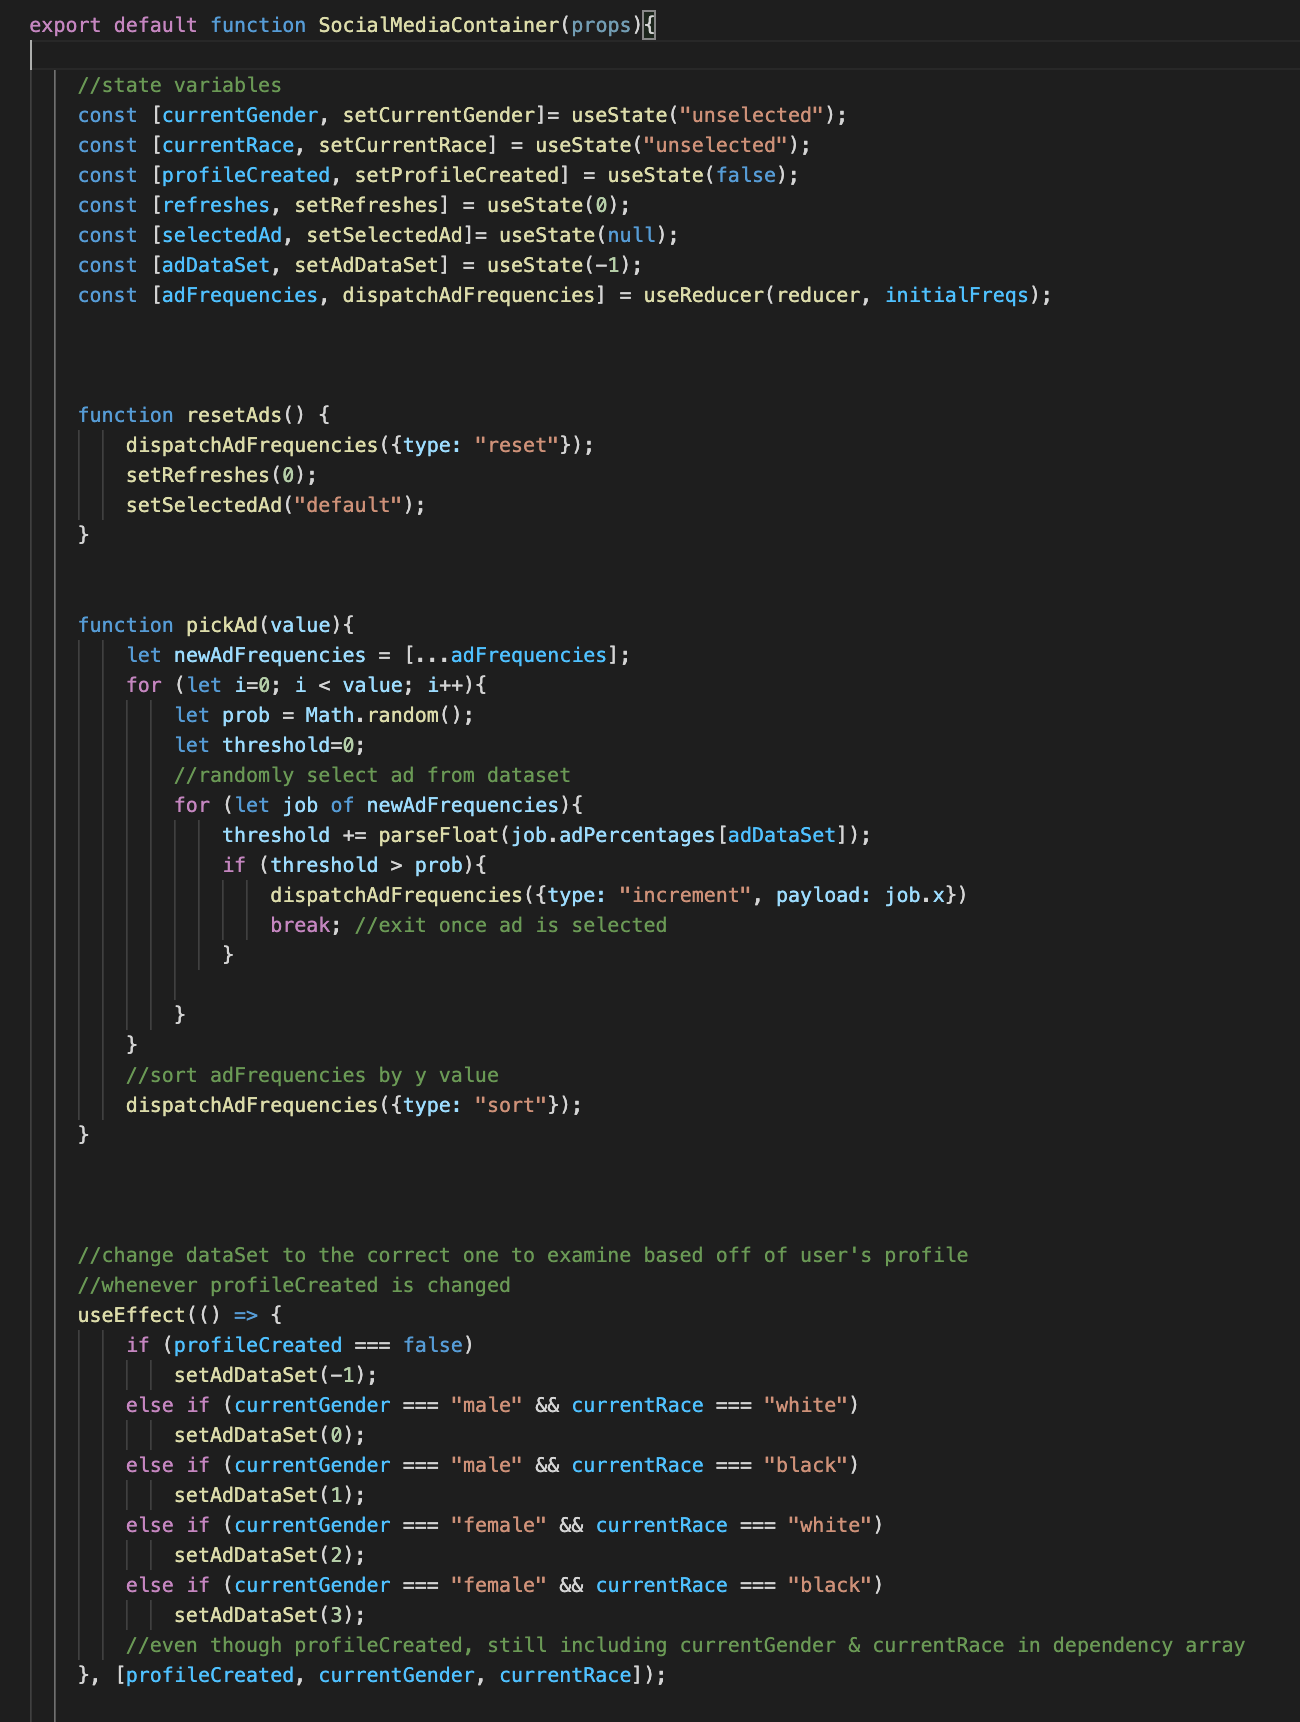 export default function SocialMediaContainer(props){
//state variables
const [currentGender, setCurrentGender]= useState("unselected");
const [currentRace, setCurrentRace] = useState("unselected");
const [profileCreated, setProfileCreated] = useState(false);
const [refreshes, setRefreshes] = useState(0);
const [selectedAd, setSelectedAd]= useState(null);
const [adDataSet, setAdDataSet] = useState(-1);
const [adFrequencies, dispatchAdFrequencies] = useReducer(reducer, initialFreqs);
function resetAds() {
dispatchAdFrequencies({type: "reset"});
setRefreshes(0);
setSelectedAd("default");
}
function pickAd(value){
let newAdFrequencies = [...adFrequencies];
for (let i=0; i < value; i++){
let prob = Math.random();
let threshold=0;
//randomly select ad from dataset
for (let job of newAdFrequencies){
threshold += parseFloat(job.adPercentages[adDataSet]);
if (threshold > prob){
dispatchAdFrequencies({type: "increment", payload: job.x})
break; //exit once ad is selected
}
}
}
//sort adFrequencies by y value
dispatchAdFrequencies({type: "sort"});
}
//change dataSet to the correct one to examine based off of user's profile
//whenever profileCreated is changed
useEffect(() => {
if (profileCreated === false)
setAdDataSet(-1);
else if (currentGender === "male" && currentRace === "white")
setAdDataSet(0);
else if (currentGender === "male" && currentRace === "black")
setAdDataSet(1);
else if (currentGender === "female" && currentRace === "white")
setAdDataSet(2);
else if (currentGender === "female" && currentRace === "black")
setAdDataSet(3);
//even though profileCreated, still including currentGender & currentRace in dependency array
}, [profileCreated, currentGender, currentRace]);